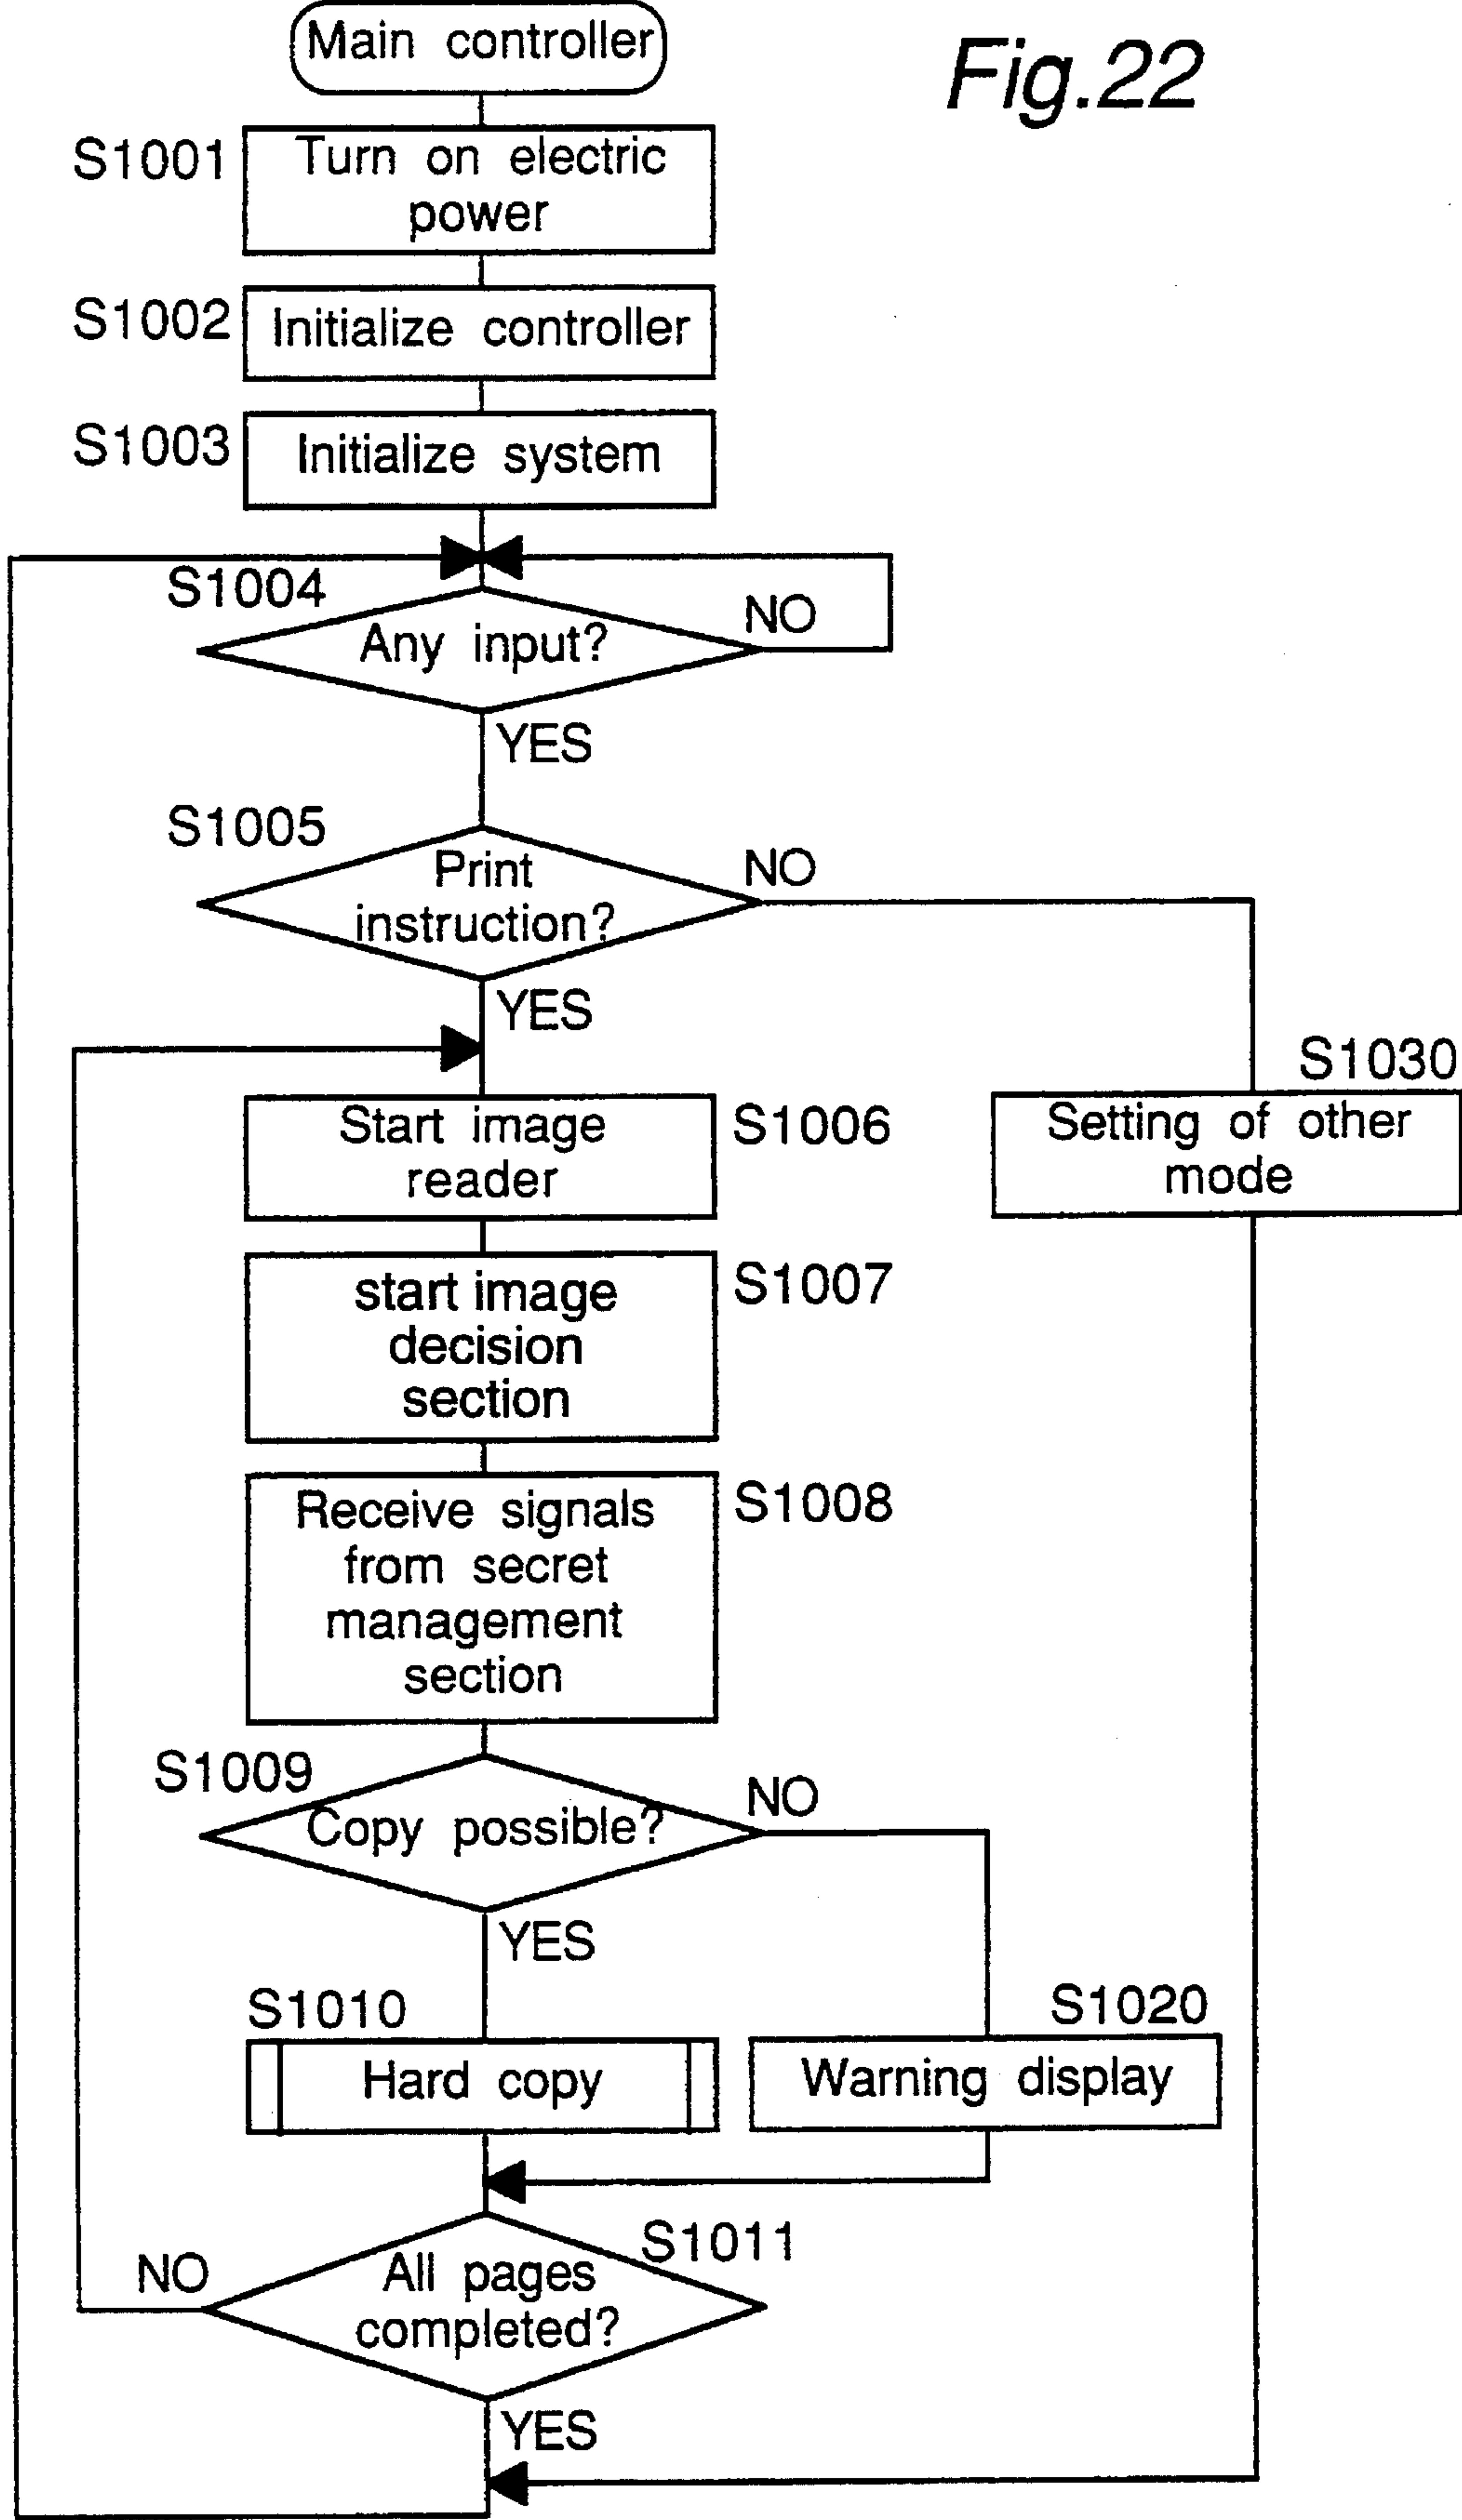 Main controller
Fig.22
S1001
Turn on electric
power
S1002
Initialize controller
S1003
Initialize system
S1004
Any input?
NO
YES
S1005
Print
instruction?
NO
YES
S1006
Start image
reader
S1030
Setting of other
mode
S1007
start image
decision
section
S1008
Receive signals
from secret
management
section
S1009
Copy possible?
NO
YES
S1010
Hard copy
S1020
Warning display
S1011
All pages
completed?
NO
YES